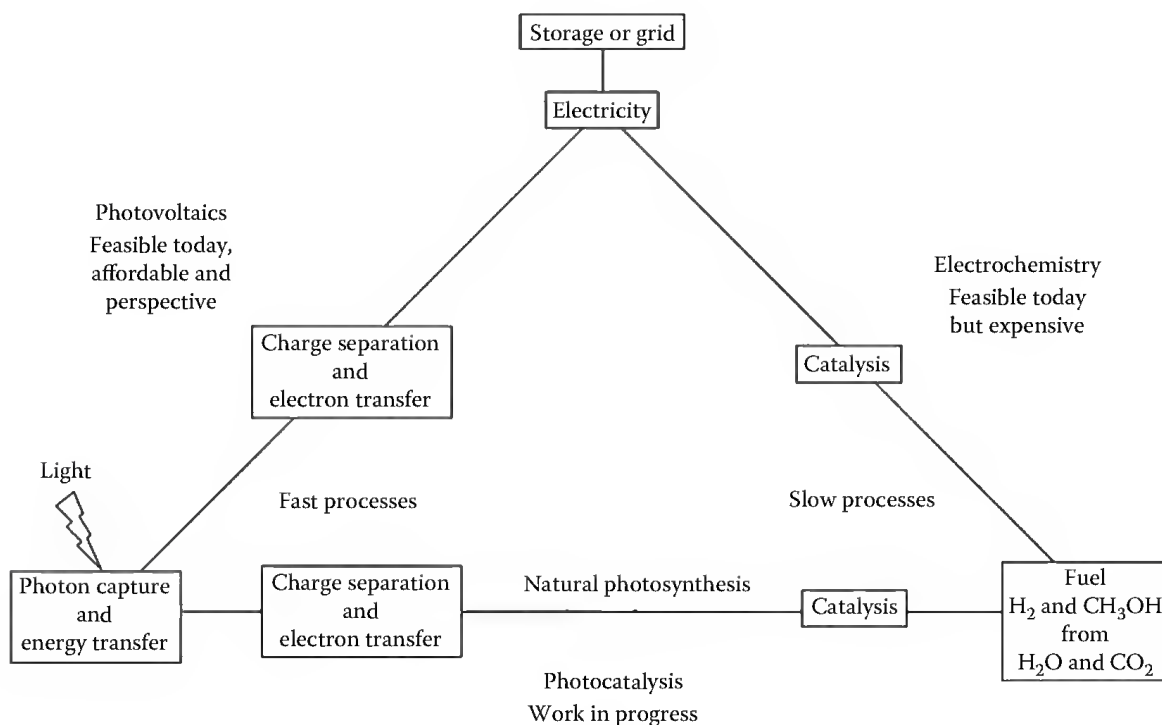 Storage or grid
Electricity
Photovoltaics
Feasible today,
affordable and
perspective
Electrochemistry
Feasible today
but expensive
Charge separation
and
electron transfer
Catalysis
Light
Fast processes
Slow processes
Photon capture
and
energy transfer
Charge separation
and
electron transfer
Natural photosynthesis
Catalysis
Fuel
H₂ and CH₃OH
from
H₂O and CO₂
Photocatalysis
Work in progress